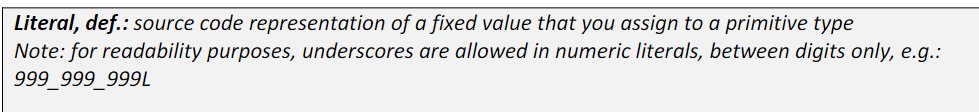 Literal, def.: source code representation of a fixed value that you assign to a primitive type
Note: for readability purposes, underscores are allowed in numeric literals, between digits only, e.g.:
999_999_999L